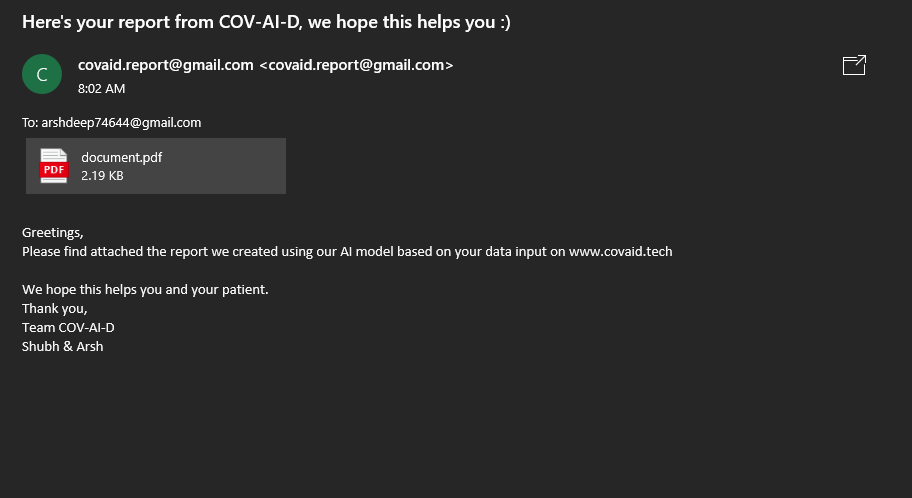 Here's your report from COV-AI-D, we hope this helps you :)
C
covaid.report@gmail.com <covaid.report@gmail.com>
8:02 AM
To: arshdeep74644@gmail.com
PDF
document.pdf
2.19 KB
Greetings,
Please find attached the report we created using our AI model based on your data input on www.covaid.tech
We hope this helps you and your patient.
Thank you,
Team COV-AI-D
Shubh & Arsh